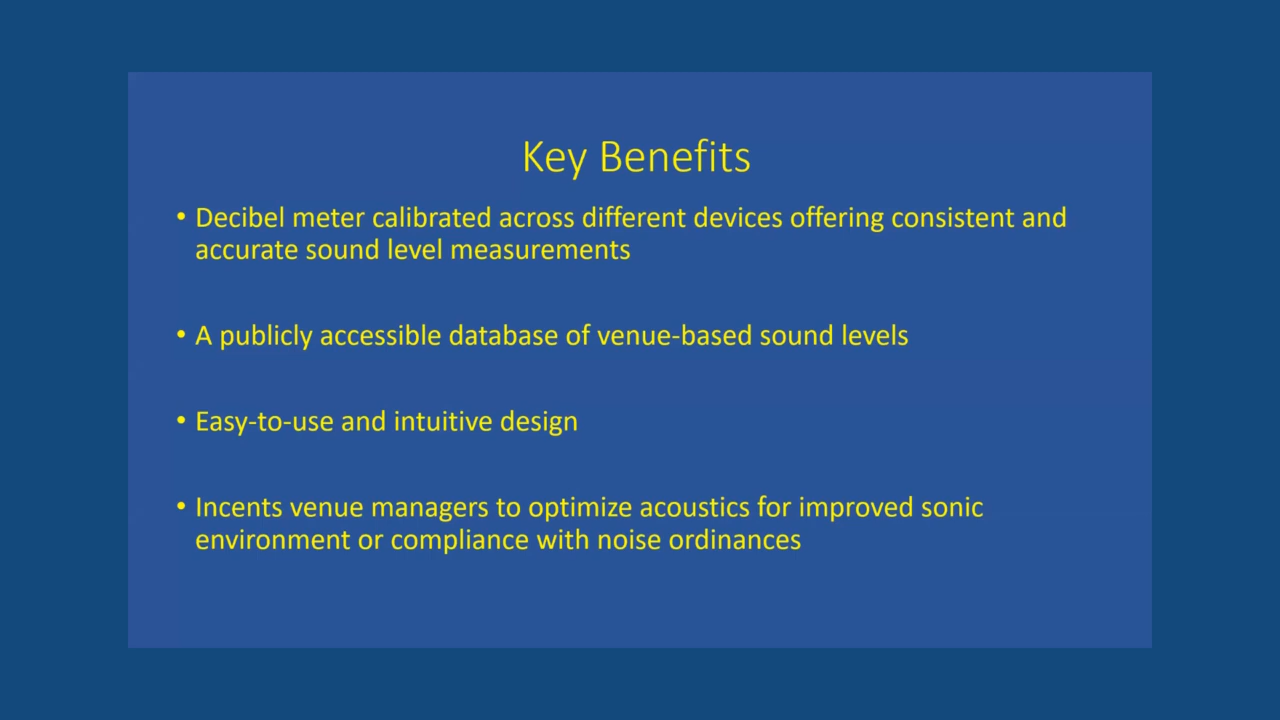 Key Benefits
• Decibel meter calibrated across different devices offering consistent and
accurate sound level measurements
• A publicly accessible database of venue-based sound levels
• Easy-to-use and intuitive design
• Incents venue managers to optimize acoustics for improved sonic
environment or compliance with noise ordinances